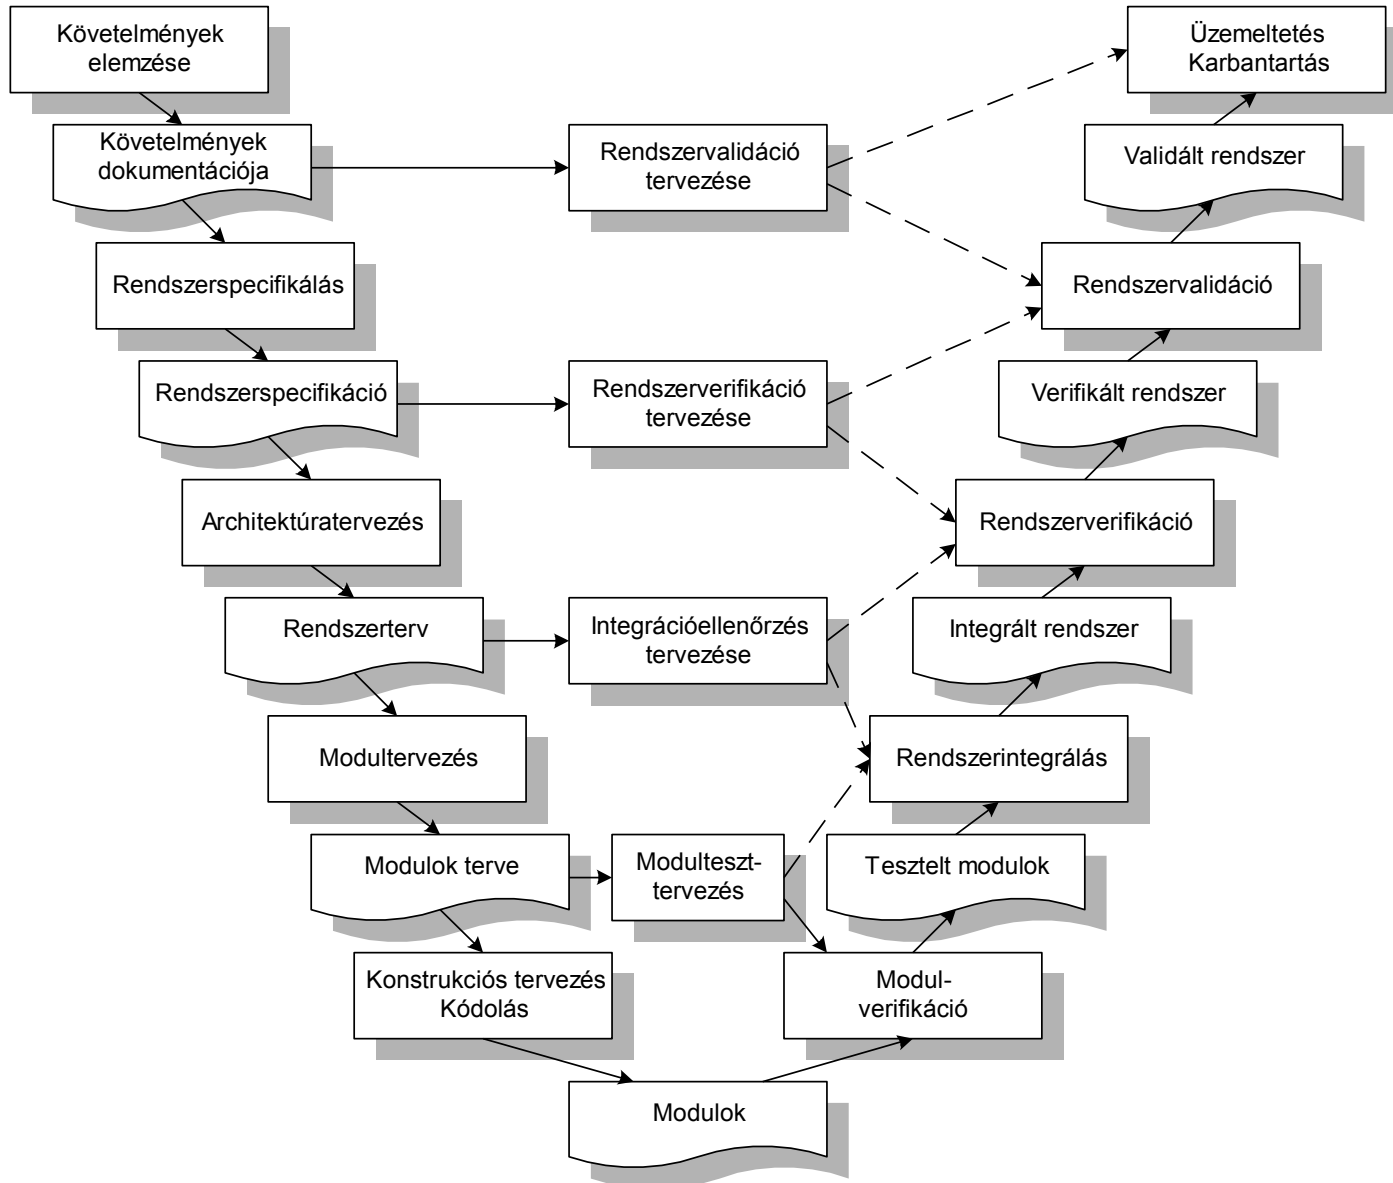 Követelmények
elemzése
Üzemeltetés
Karbantartás
Követelmények
dokumentációja
Rendszervalidáció
tervezése
Validált rendszer
Rendszerspecifikálás
Rendszervalidáció
Rendszerspecifikáció
Rendszerverifikáció
tervezése
Verifikált rendszer
Architektúratervezés
Rendszerverifikáció
Rendszerterv
Integrációellenőrzés
tervezése
Integrált rendszer
Modultervezés
Rendszerintegrálás
Modulok terve
Modulteszt-
tervezés
Tesztelt modulok
Konstrukciós tervezés
Kódolás
Modul-
verifikáció
Modulok